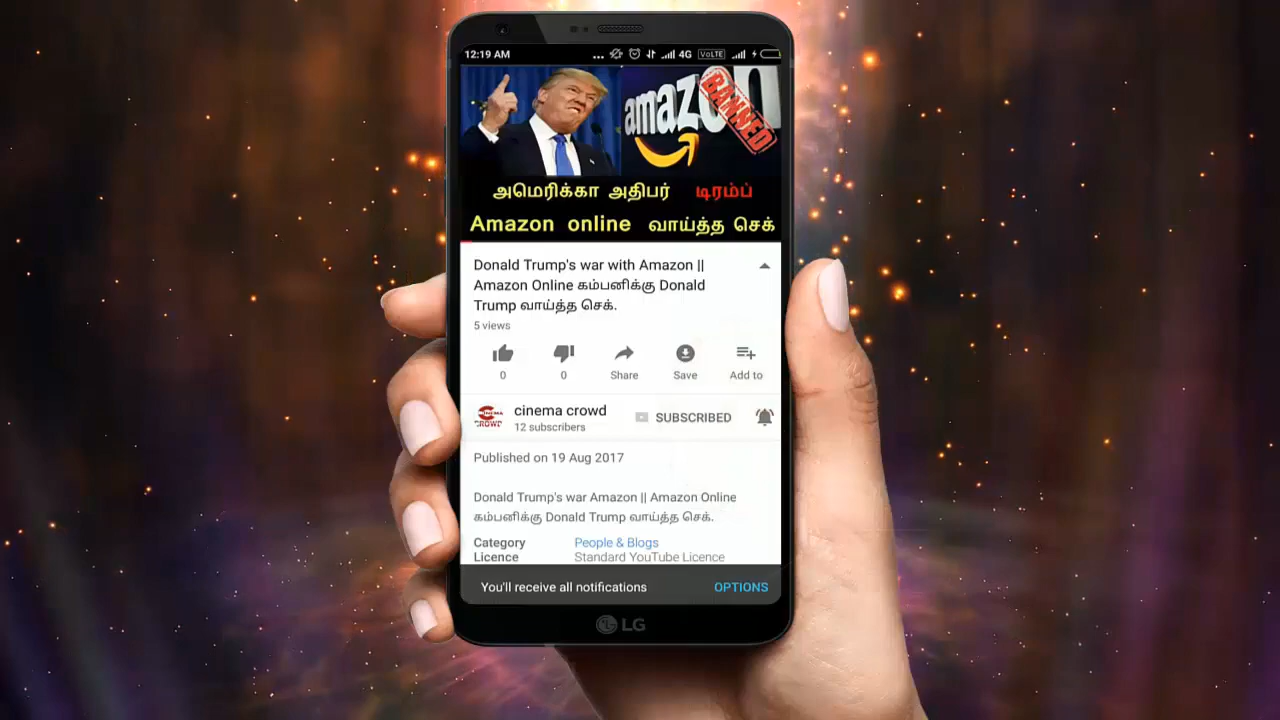 12:19 AM ... 4G VoLTE
amazon
BANNED
அமெரிக்கா அதிபர் டிரம்ப்
Amazon online வாய்த்த செக்
Donald Trump's war with Amazon ||
Amazon Online கம்பனிக்கு Donald
Trump வாய்த்த செக்.
5 views
0 0 Share Save Add to
CINEMA
CROWD
cinema crowd SUBSCRIBED
12 subscribers
Published on 19 Aug 2017
Donald Trump's war Amazon || Amazon Online
கம்பனிக்கு Donald Trump வாய்த்த செக்.
Category People & Blogs
Licence Standard YouTube Licence
You'll receive all notifications OPTIONS
LG